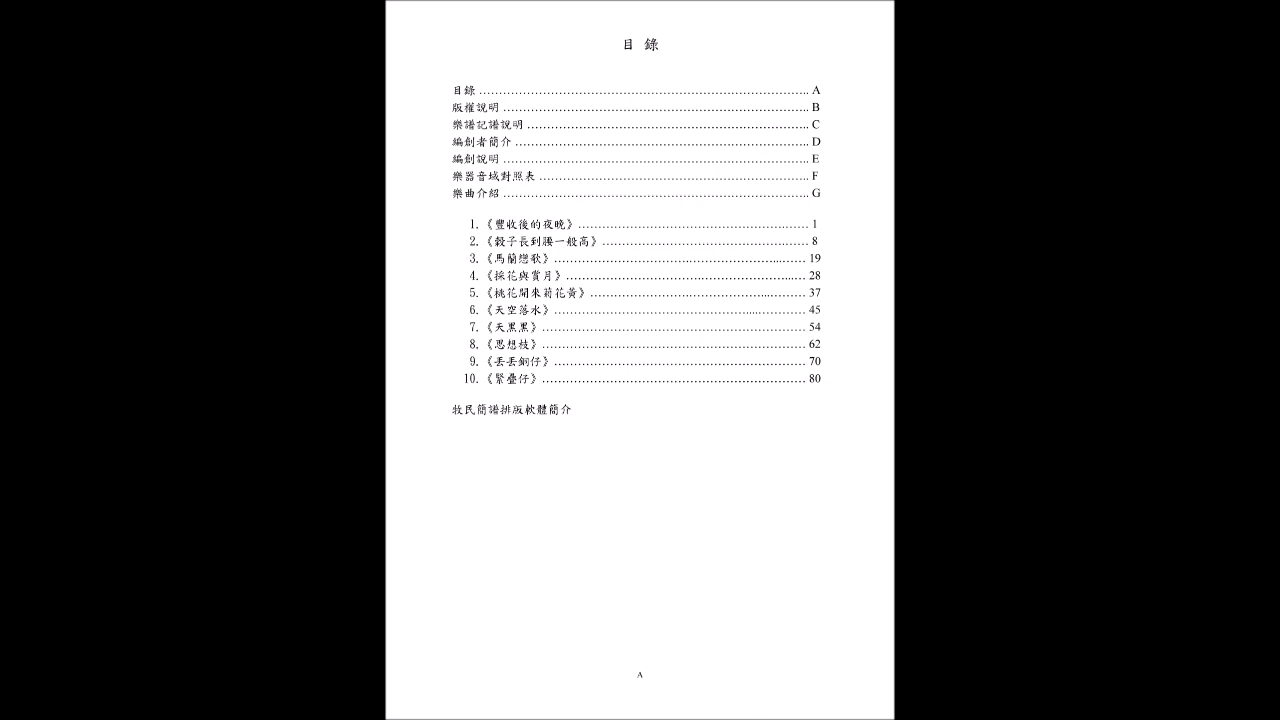 目 錄
目錄 ........................................ A
版權說明 ........................................ B
樂譜記譜說明 ........................................ C
編創者簡介 ........................................ D
編創說明 ........................................ E
樂器音域對照表 ........................................ F
樂曲介紹 ........................................ G
1.《豐收後的夜晚》........................................ 1
2.《穀子長到腰一般高》........................................ 8
3.《馬蘭戀歌》........................................ 19
4.《採花與賞月》........................................ 28
5.《桃花開來菊花黃》........................................ 37
6.《天空落水》........................................ 45
7.《天黑黑》........................................ 54
8.《思想枝》........................................ 62
9.《丟丟銅仔》........................................ 70
10.《緊疊仔》........................................ 80
牧民簡譜排版軟體簡介
A